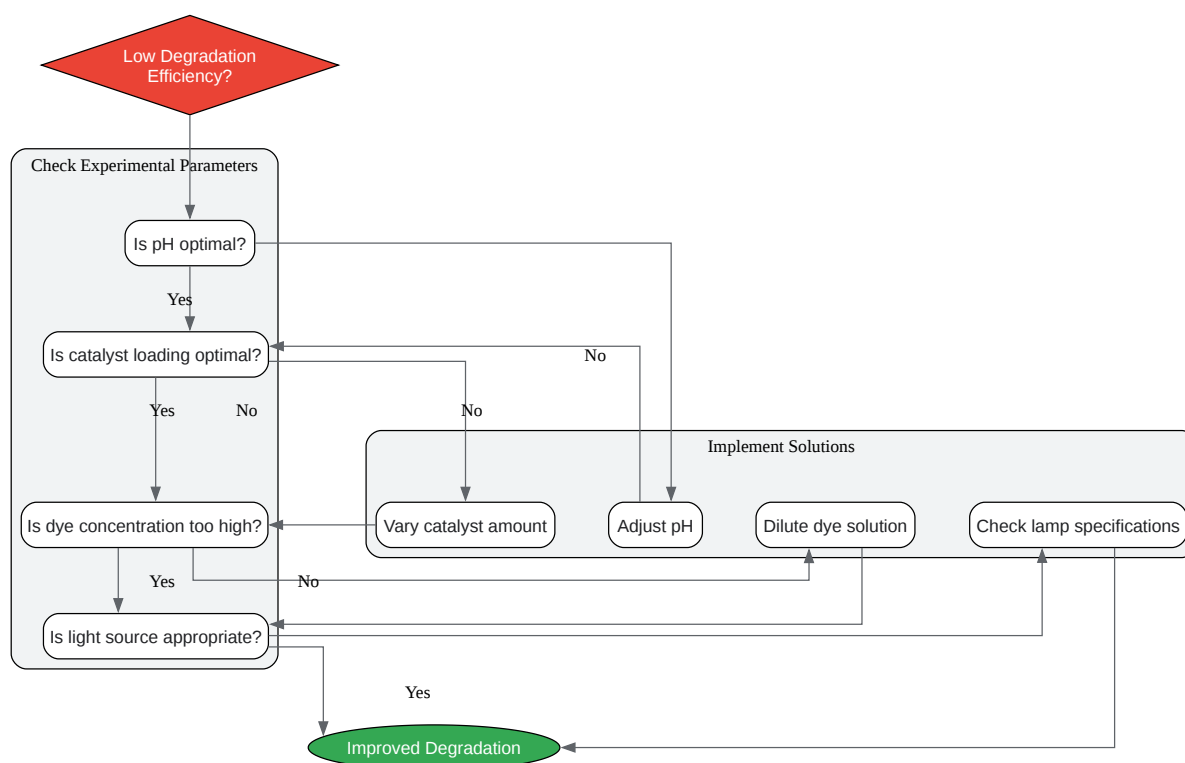 Low Degradation
Efficiency?
Check Experimental Parameters
Is pH optimal?
Yes
Is catalyst loading optimal?
No
Yes
No
No
Implement Solutions
Is dye concentration too high?
Vary catalyst amount
Adjust pH
Dilute dye solution
Check lamp specifications
Yes
No
Is light source appropriate?
Yes
Improved Degradation